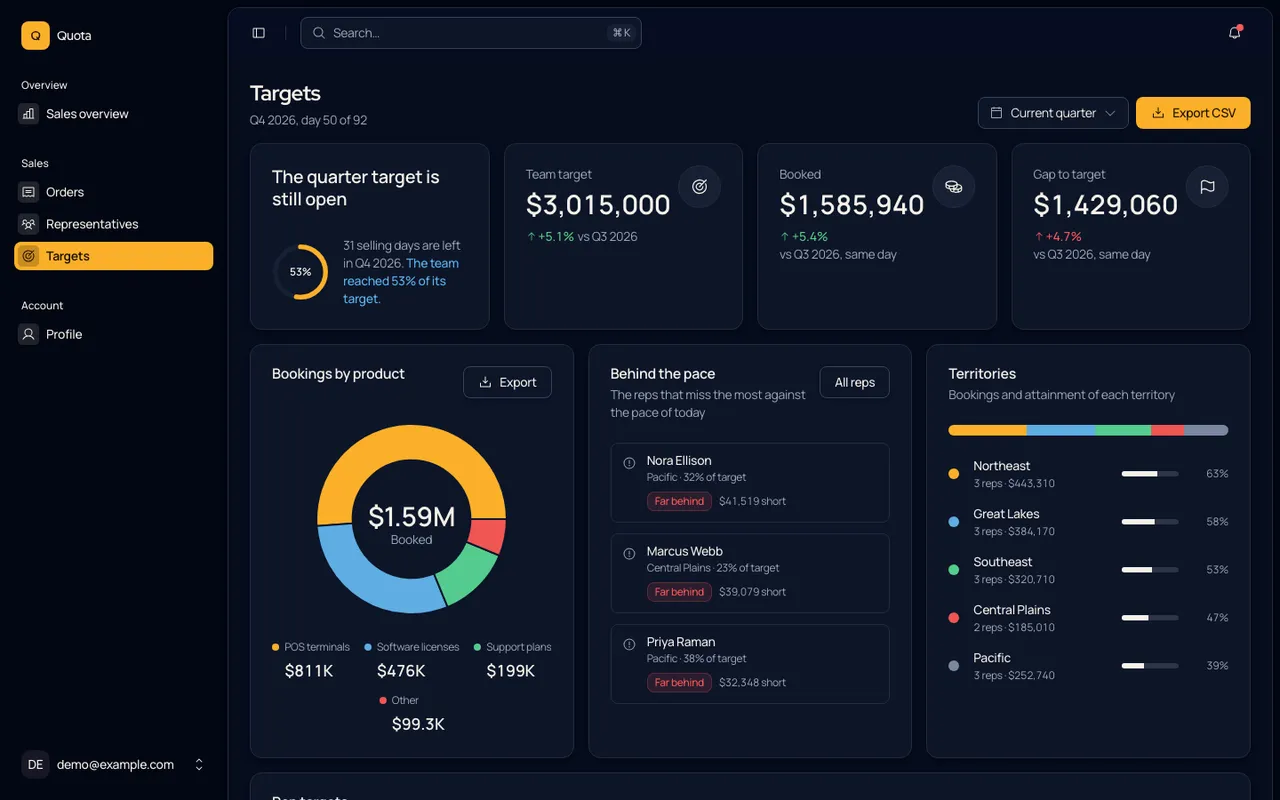 Q Quota
Overview
Sales overview
Sales
Orders
Representatives
Targets
Account
Profile
DE demo@example.com
Search... ⌘ K
Targets
Q4 2026, day 50 of 92
Current quarter
Export CSV
The quarter target is
still open
53%
31 selling days are left
in Q4 2026. The team
reached 53% of its
target.
Team target
$3,015,000
↑ +5.1% vs Q3 2026
Booked
$1,585,940
↑ +5.4%
vs Q3 2026, same day
Gap to target
$1,429,060
↑ +4.7%
vs Q3 2026, same day
Bookings by product
Export
$1.59M
Booked
POS terminals
$811K
Software licenses
$476K
Support plans
$199K
Other
$99.3K
Behind the pace
The reps that miss the most against
the pace of today
All reps
Nora Ellison
Pacific · 32% of target
Far behind $41,519 short
Marcus Webb
Central Plains · 23% of target
Far behind $39,079 short
Priya Raman
Pacific · 38% of target
Far behind $32,348 short
Territories
Bookings and attainment of each territory
Northeast
3 reps · $443,310
63%
Great Lakes
3 reps · $384,170
58%
Southeast
3 reps · $320,710
53%
Central Plains
2 reps · $185,010
47%
Pacific
3 reps · $252,740
39%